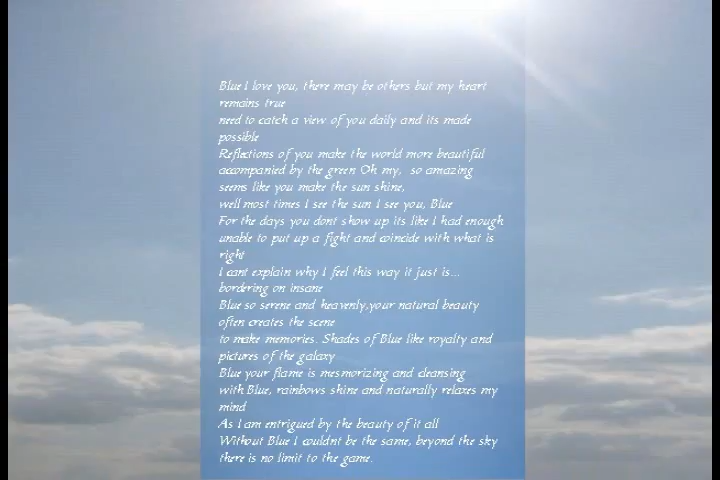 Blue I love you, there may be others but my heart
remains true
need to catch a view of you daily and its made
possible
Reflections of you make the world more beautiful
accompanied by the green Oh my,  so amazing
seems like you make the sun shine,
well most times I see the sun I see you, Blue
For the days you dont show up its like I had enough
unable to put up a fight and coincide with what is
right
I cant explain why I feel this way it just is...
bordering on insane
Blue so serene and heavenly,your natural beauty
often creates the scene
to make memories. Shades of Blue like royalty and
pictures of the galaxy
Blue your flame is mesmorizing and cleansing
with Blue, rainbows shine and naturally relaxes my
mind
As I am entrigued by the beauty of it all
Without Blue I couldnt be the same, beyond the sky
there is no limit to the game.